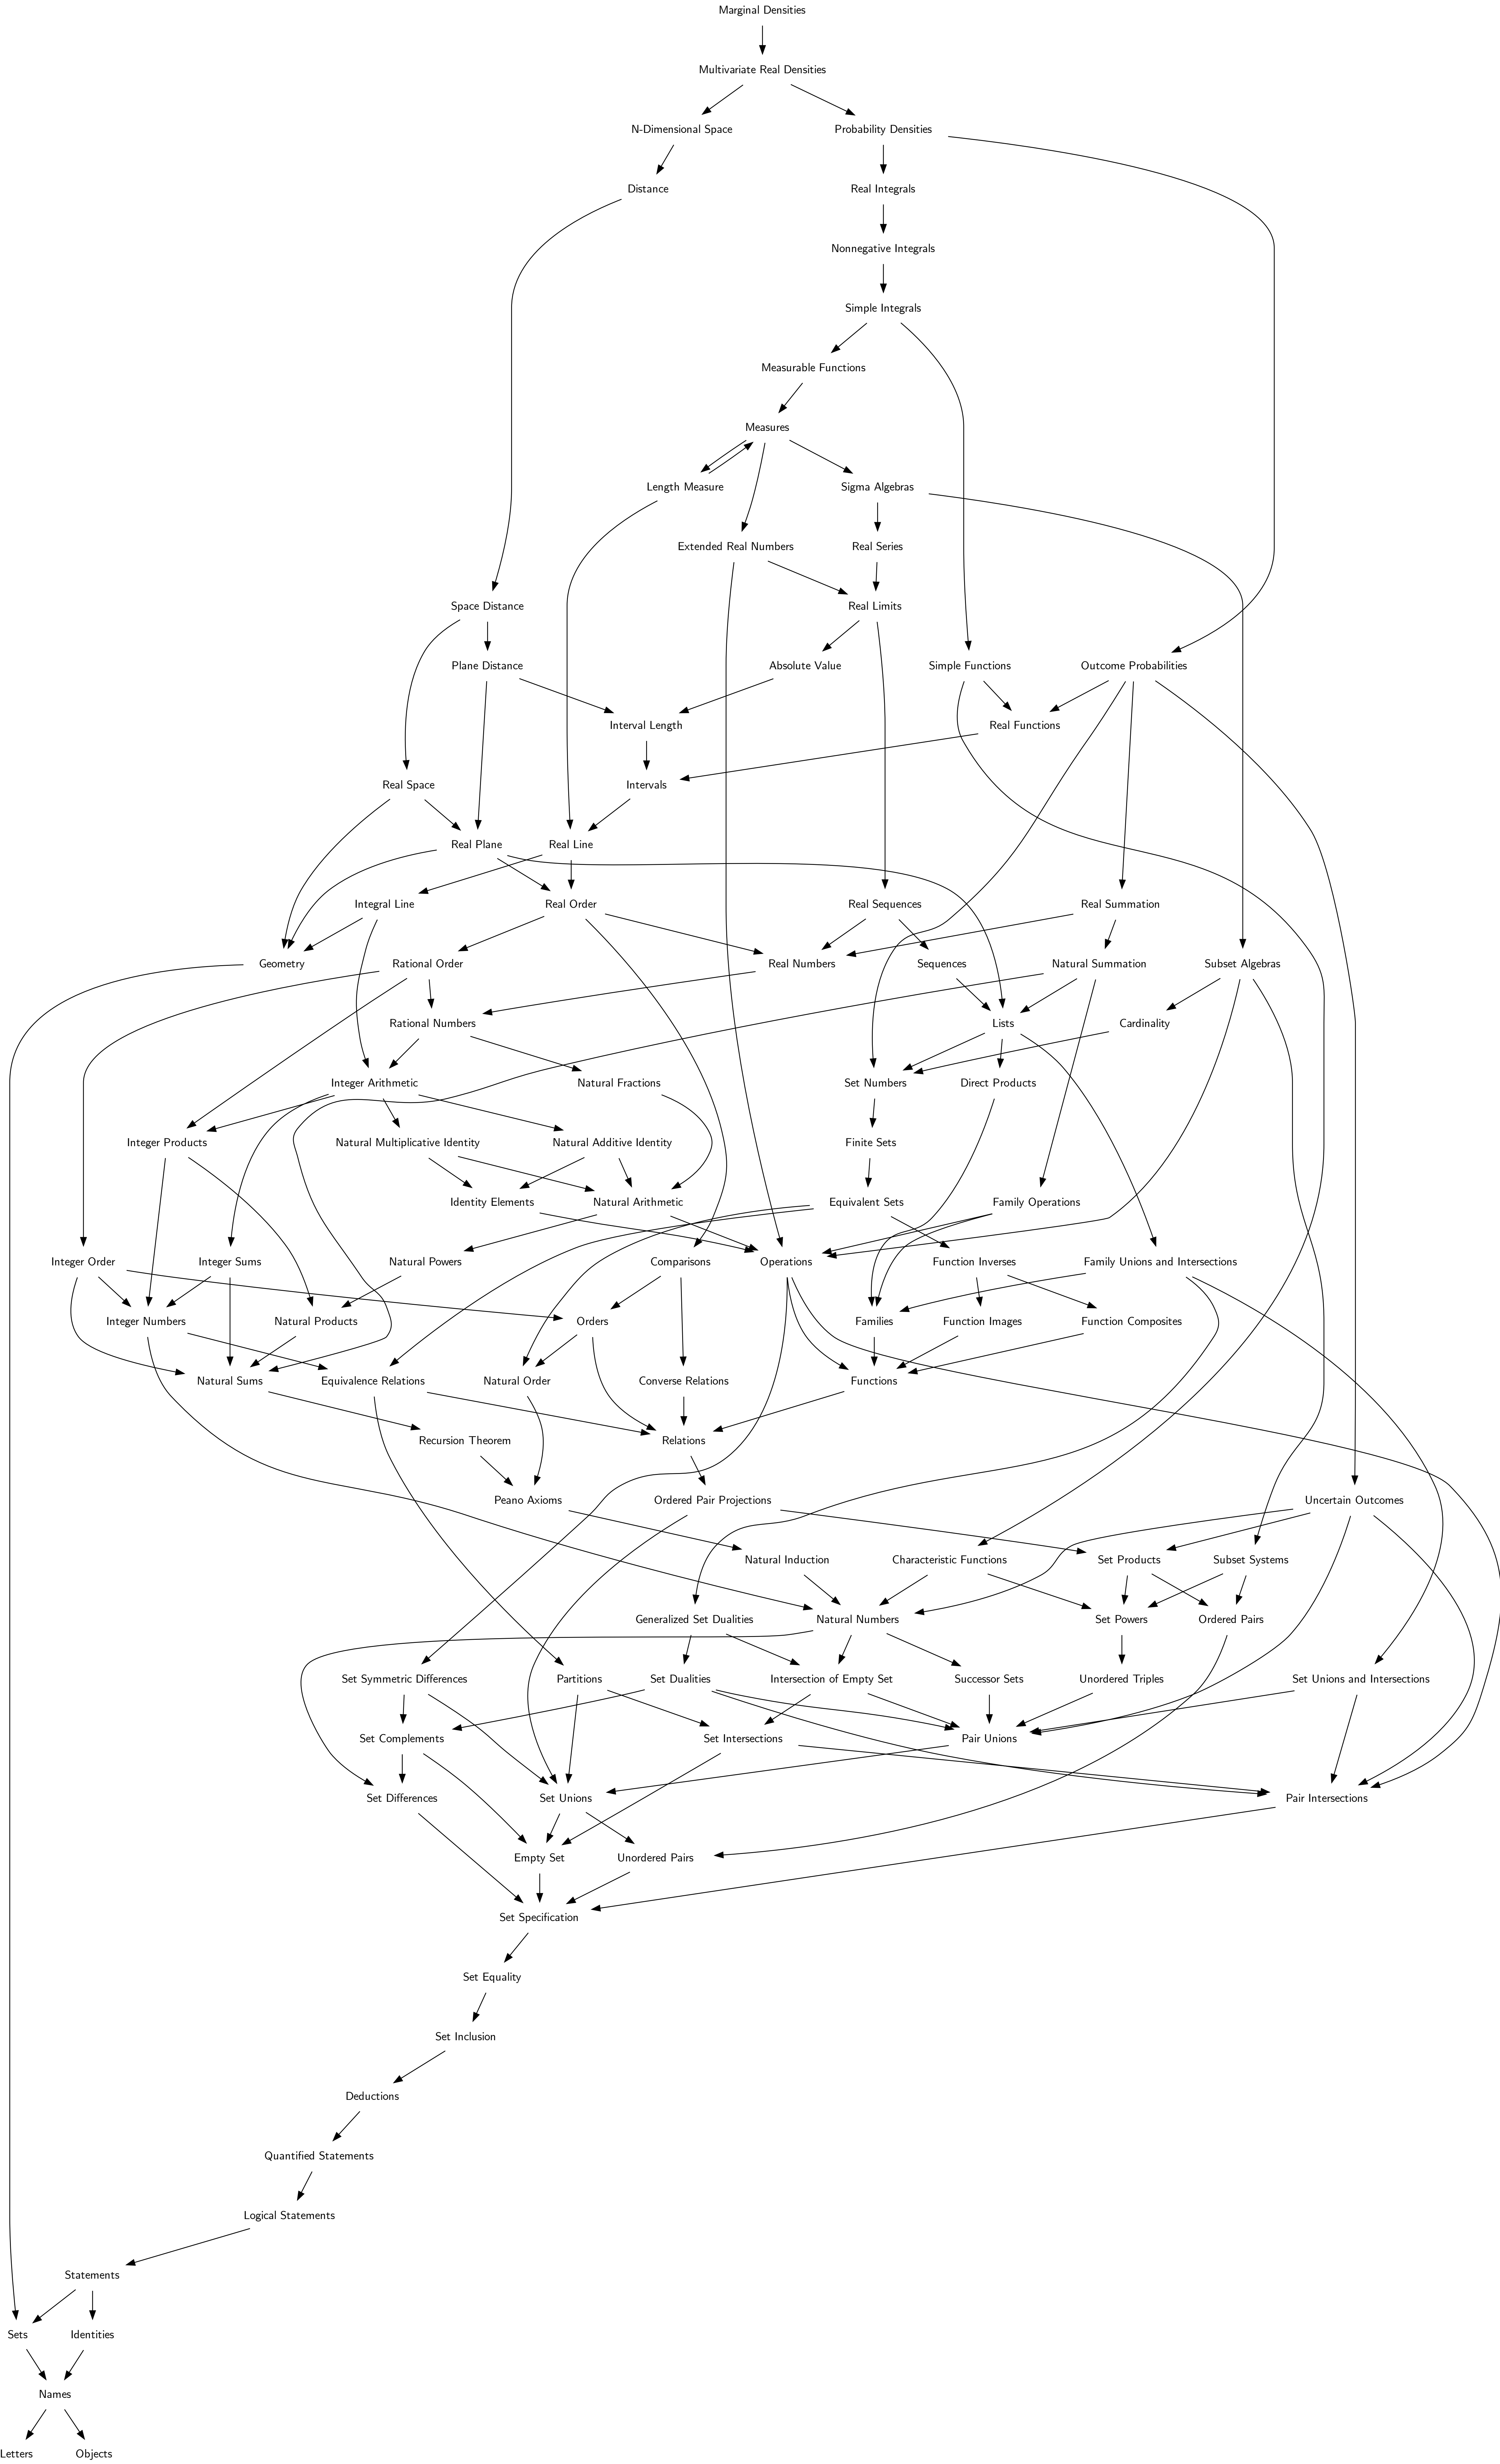 Marginal Densities
Multivariate Real Densities
N-Dimensional Space
Probability Densities
Distance
Real Integrals
Nonnegative Integrals
Simple Integrals
Measurable Functions
Measures
Length Measure
Sigma Algebras
Extended Real Numbers
Real Series
Space Distance
Real Limits
Plane Distance
Absolute Value
Simple Functions
Outcome Probabilities
Interval Length
Real Functions
Real Space
Intervals
Real Plane
Real Line
Integral Line
Real Order
Real Sequences
Real Summation
Geometry
Rational Order
Real Numbers
Sequences
Natural Summation
Subset Algebras
Rational Numbers
Lists
Cardinality
Integer Arithmetic
Natural Fractions
Set Numbers
Direct Products
Integer Products
Natural Multiplicative Identity
Natural Additive Identity
Finite Sets
Identity Elements
Natural Arithmetic
Equivalent Sets
Family Operations
Integer Order
Integer Sums
Natural Powers
Comparisons
Operations
Function Inverses
Family Unions and Intersections
Integer Numbers
Natural Products
Orders
Families
Function Images
Function Composites
Natural Sums
Equivalence Relations
Natural Order
Converse Relations
Functions
Recursion Theorem
Relations
Peano Axioms
Ordered Pair Projections
Uncertain Outcomes
Natural Induction
Characteristic Functions
Set Products
Subset Systems
Generalized Set Dualities
Natural Numbers
Set Powers
Ordered Pairs
Set Symmetric Differences
Partitions
Set Dualities
Intersection of Empty Set
Successor Sets
Unordered Triples
Set Unions and Intersections
Set Complements
Set Intersections
Pair Unions
Set Differences
Set Unions
Pair Intersections
Empty Set
Unordered Pairs
Set Specification
Set Equality
Set Inclusion
Deductions
Quantified Statements
Logical Statements
Statements
Sets
Identities
Names
Letters
Objects